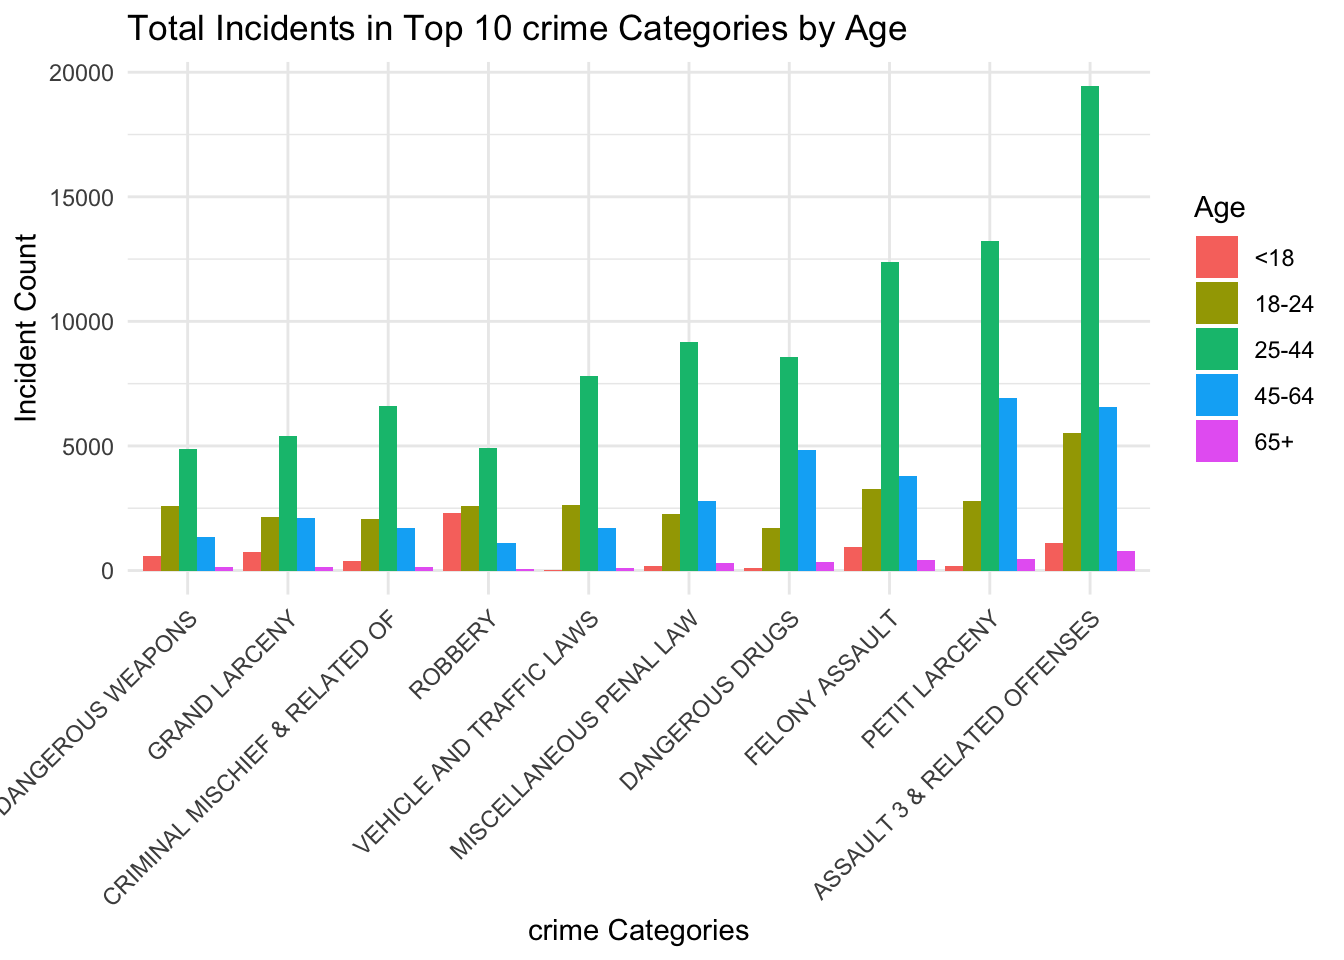 Total Incidents in Top 10 crime Categories by Age
20000
15000
10000
5000
0
Incident Count
DANGEROUS WEAPONS
GRAND LARCENY
CRIMINAL MISCHIEF & RELATED OF
ROBBERY
VEHICLE AND TRAFFIC LAWS
MISCELLANEOUS PENAL LAW
DANGEROUS DRUGS
FELONY ASSAULT
PETIT LARCENY
ASSAULT 3 & RELATED OFFENSES
crime Categories
Age
<18
18-24
25-44
45-64
65+